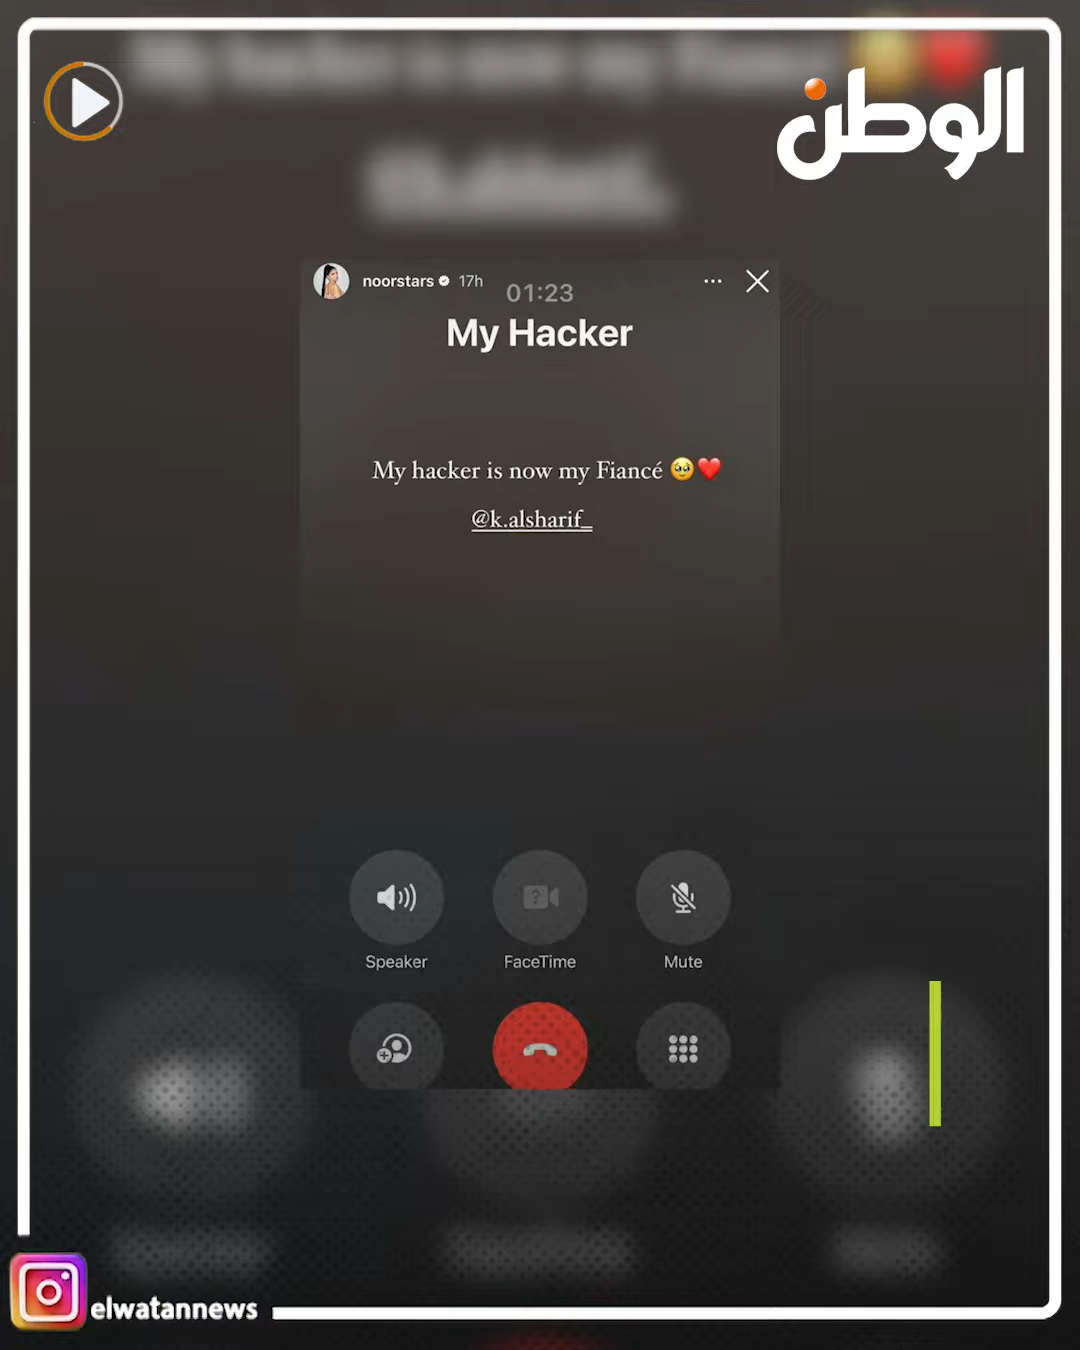 الوطن
noorstars 17h
01:23
My Hacker
My hacker is now my Fiancé 🥹❤️
@k.alsharif_
Speaker FaceTime Mute
elwatannews